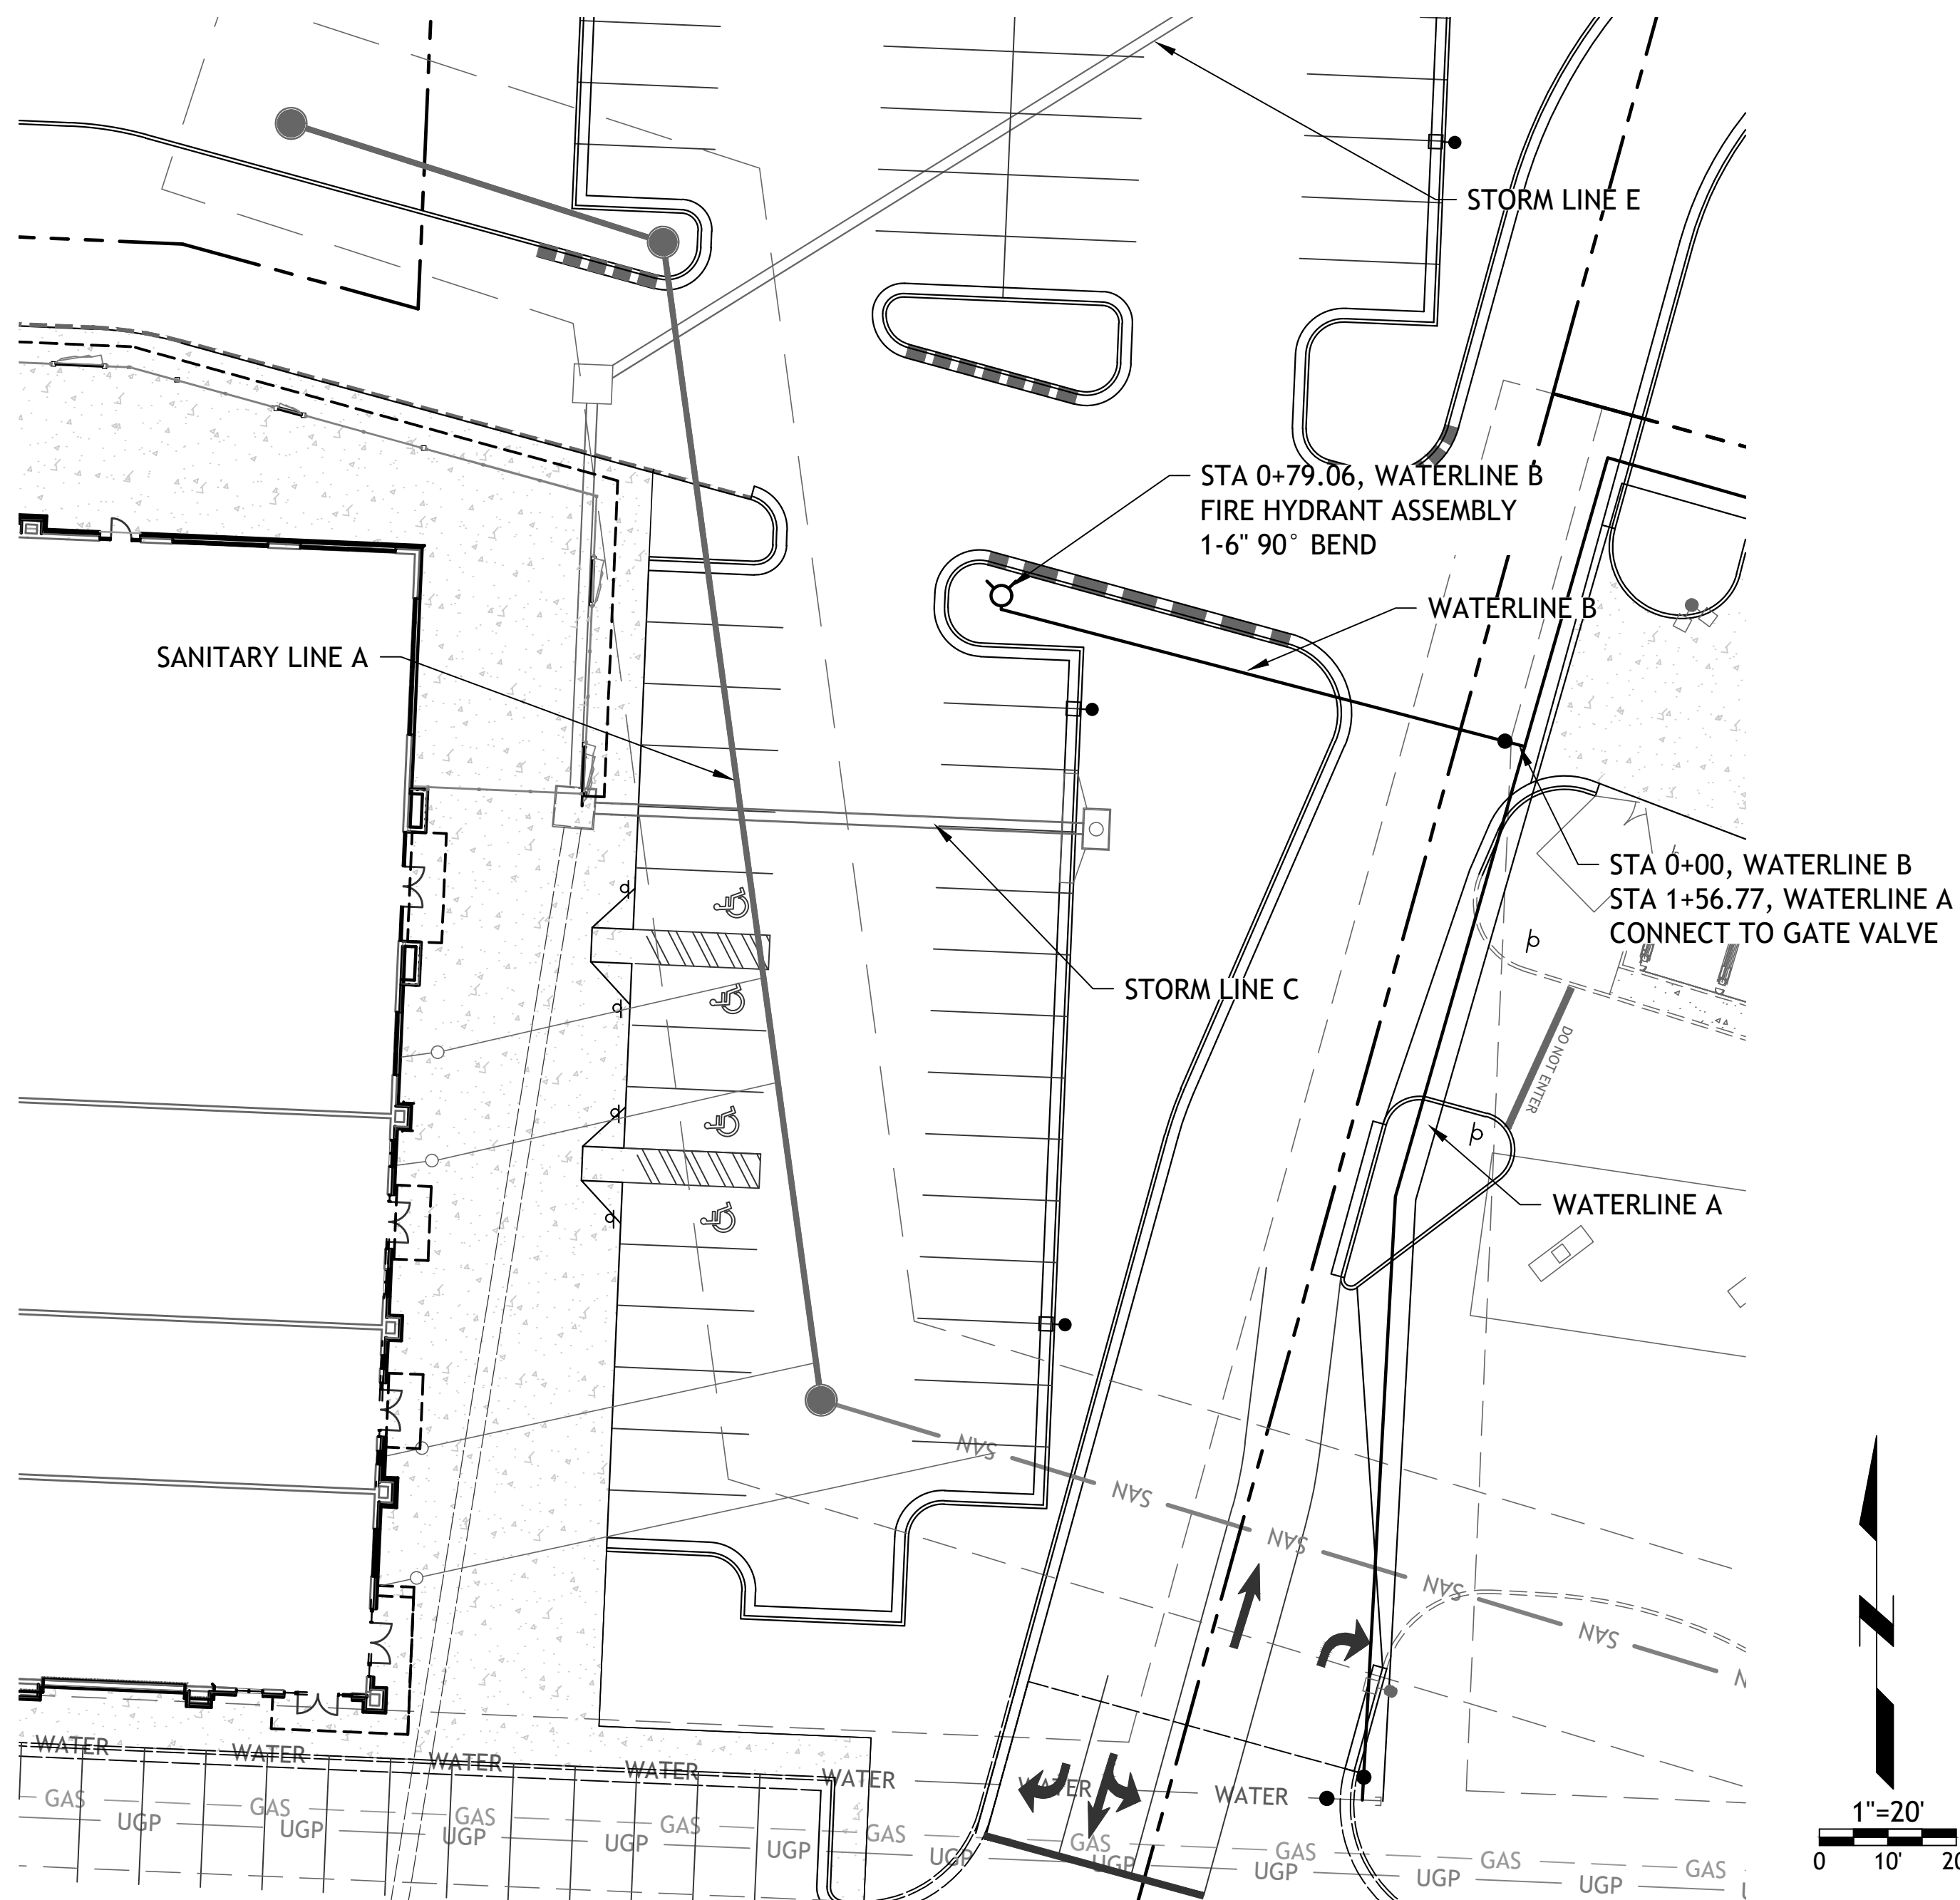 STORM LINE E
STA 0+79.06, WATERLINE B
FIRE HYDRANT ASSEMBLY
1-6" 90° BEND
WATERLINE B
SANITARY LINE A
STA 0+00, WATERLINE B
STA 1+56.77, WATERLINE A
CONNECT TO GATE VALVE
STORM LINE C
DO NOT ENTER
WATERLINE A
SAN
SAN
SAN
SAN
SAN
WATER
WATER
WATER
WATER
WATER
WATER
WATER
GAS
GAS
GAS
GAS
GAS
GAS
GAS
GAS
GAS
UGP
UGP
UGP
UGP
UGP
UGP
UGP
UGP
UGP
UGP
1"=20'
0 10'